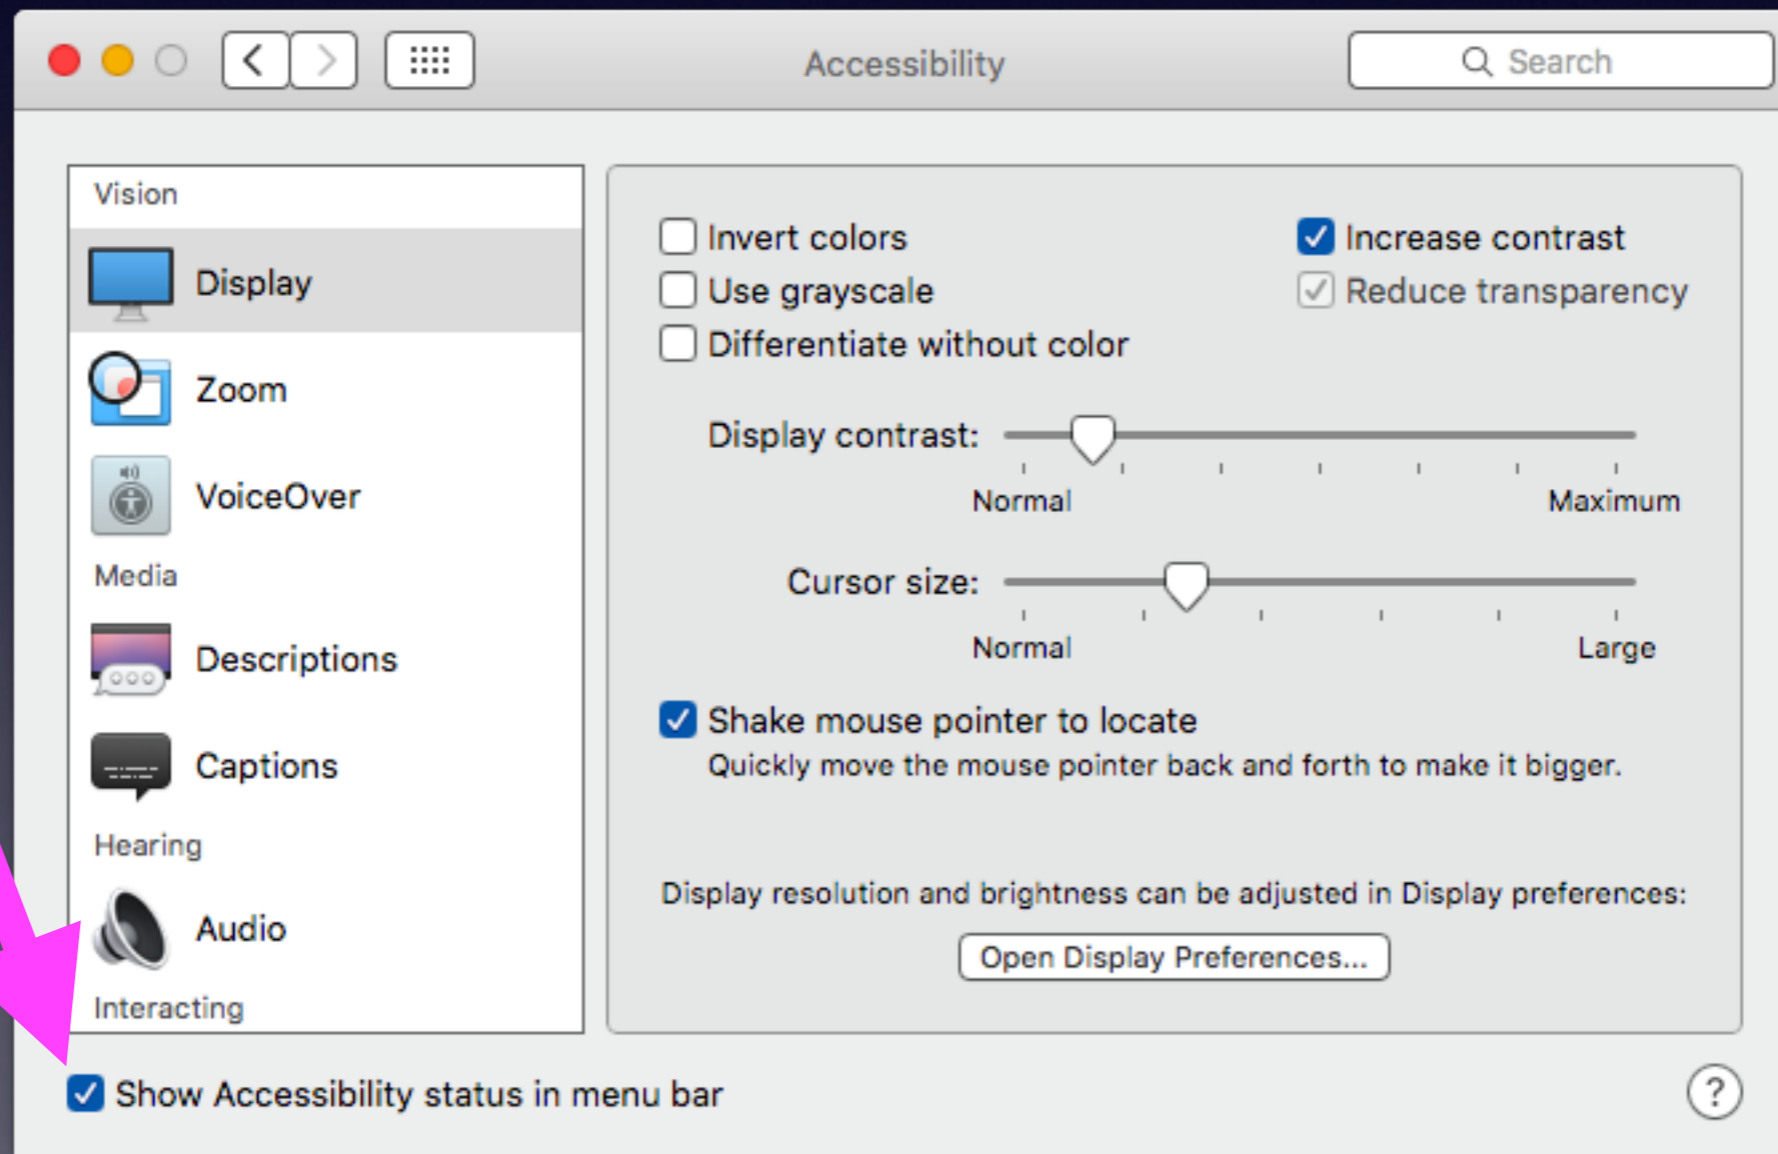 Accessibility
Search
Vision
Display
Zoom
VoiceOver
Media
Descriptions
Captions
Hearing
Audio
Interacting
Invert colors
Increase contrast
Use grayscale
Reduce transparency
Differentiate without color
Display contrast:
Normal
Maximum
Cursor size:
Normal
Large
Shake mouse pointer to locate
Quickly move the mouse pointer back and forth to make it bigger.
Display resolution and brightness can be adjusted in Display preferences:
Open Display Preferences...
Show Accessibility status in menu bar
?